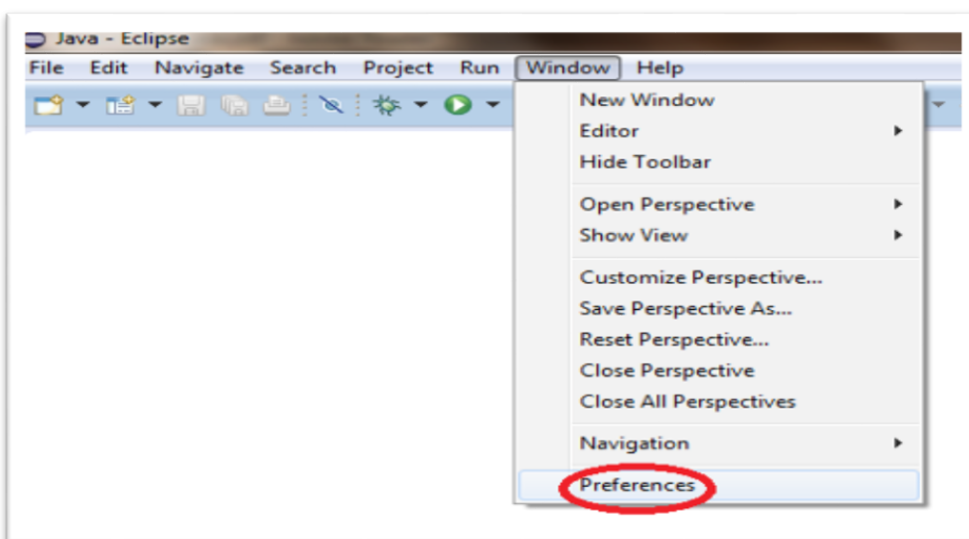 Java - Eclipse
File Edit Navigate Search Project Run Window Help
New Window
Editor
Hide Toolbar
Open Perspective
Show View
Customize Perspective...
Save Perspective As...
Reset Perspective...
Close Perspective
Close All Perspectives
Navigation
Preferences